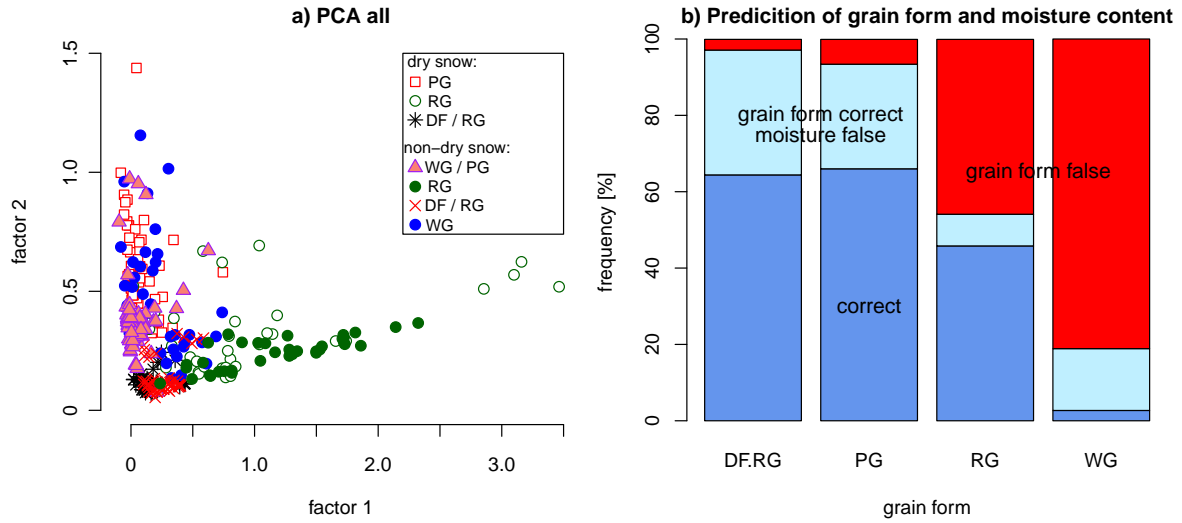 a) PCA all
1.5
1.0
0.5
0
factor 2
0
1.0
2.0
3.0
factor 1
dry snow:
PG
RG
DF / RG
non−dry snow:
WG / PG
RG
DF / RG
WG
b) Predicition of grain form and moisture content
100
80
60
40
20
0
frequency [%]
grain form correct
moisture false
grain form false
correct
DF.RG
PG
RG
WG
grain form